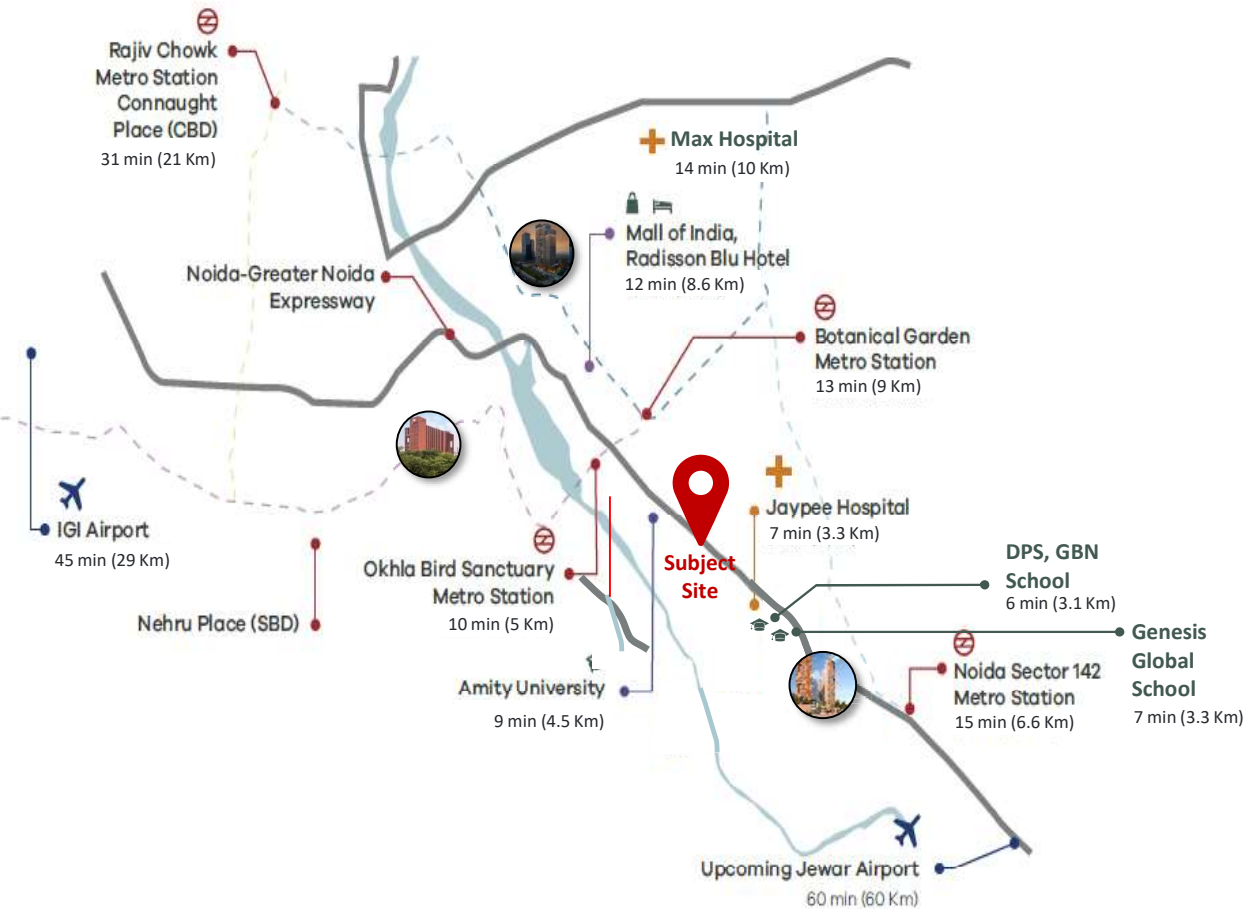 Rajiv Chowk
Metro Station
Connaught
Place (CBD)
31 min (21 Km)
Max Hospital
14 min (10 Km)
Mall of India,
Radisson Blu Hotel
12 min (8.6 Km)
Noida-Greater Noida
Expressway
Botanical Garden
Metro Station
13 min (9 Km)
IGI Airport
45 min (29 Km)
Jaypee Hospital
7 min (3.3 Km)
Subject
Site
DPS, GBN
School
6 min (3.1 Km)
Okhla Bird Sanctuary
Metro Station
10 min (5 Km)
Nehru Place (SBD)
Genesis
Global
School
7 min (3.3 Km)
Noida Sector 142
Metro Station
15 min (6.6 Km)
Amity University
9 min (4.5 Km)
Upcoming Jewar Airport
60 min (60 Km)